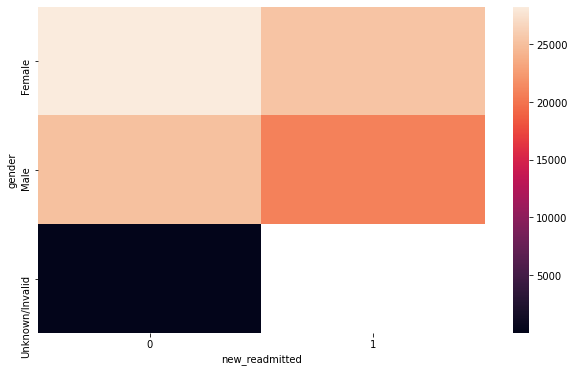 gender
Female
Male
Unknown/Invalid
0
1
new_readmitted
25000
20000
15000
10000
5000